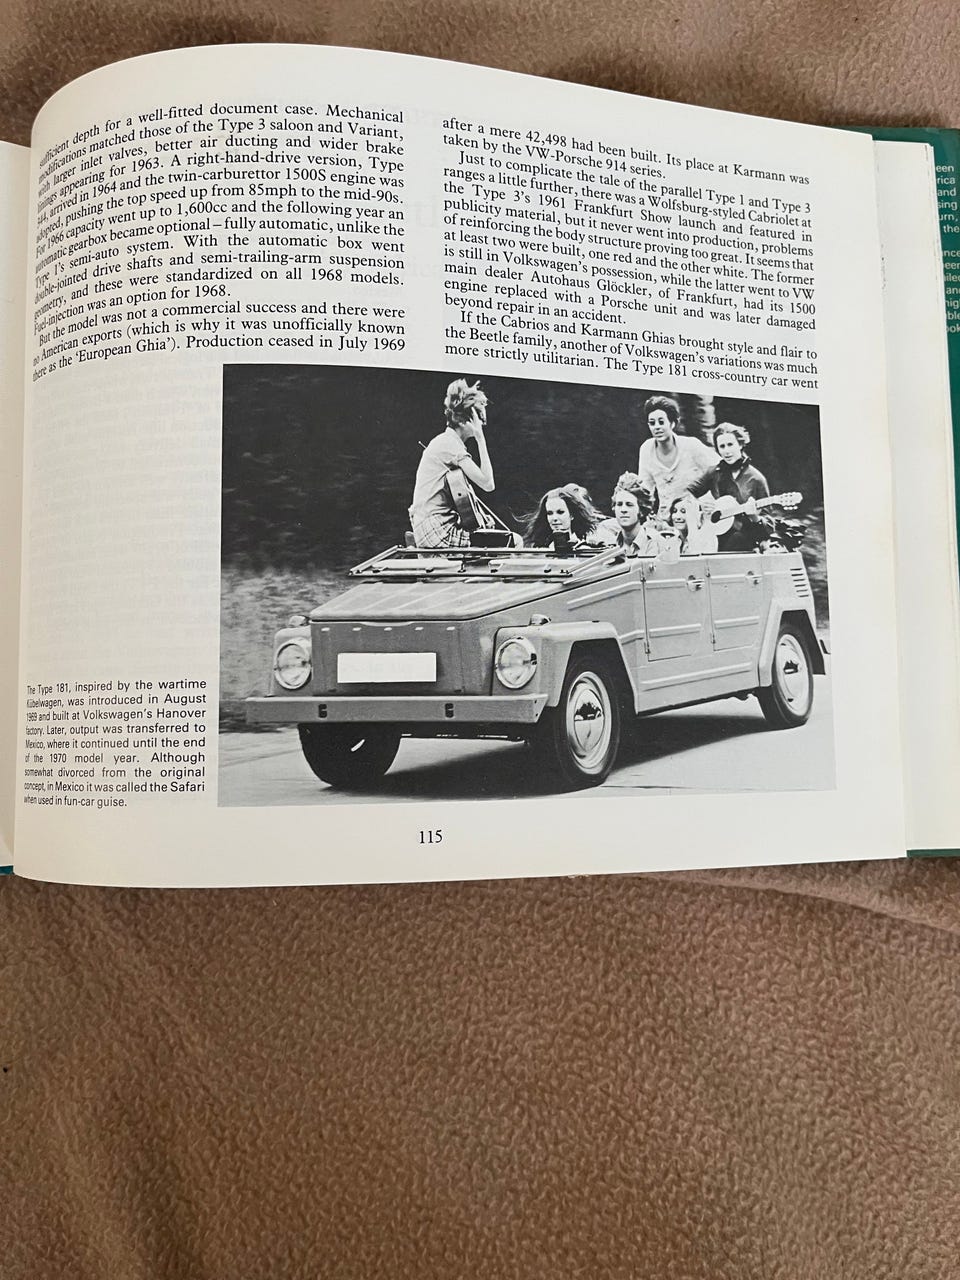 sufficient depth for a well-fitted document case. Mechanical
modifications matched those of the Type 3 saloon and Variant,
with larger inlet valves, better air ducting and wider brake
linings appearing for 1963. A right-hand-drive version, Type
344, arrived in 1964 and the twin-carburettor 1500S engine was
adopted, pushing the top speed up from 85mph to the mid-90s.
For 1966 capacity went up to 1,600cc and the following year an
automatic gearbox became optional – fully automatic, unlike the
Type 1's semi-auto system. With the automatic box went
double-jointed drive shafts and semi-trailing-arm suspension
geometry, and these were standardized on all 1968 models.
Fuel-injection was an option for 1968.
But the model was not a commercial success and there were
no American exports (which is why it was unofficially known
there as the 'European Ghia'). Production ceased in July 1969
after a mere 42,498 had been built. Its place at Karmann was
taken by the VW-Porsche 914 series.
Just to complicate the tale of the parallel Type 1 and Type 3
ranges a little further, there was a Wolfsburg-styled Cabriolet at
the Type 3's 1961 Frankfurt Show launch and featured in
publicity material, but it never went into production, problems
of reinforcing the body structure proving too great. It seems that
at least two were built, one red and the other white. The former
is still in Volkswagen's possession, while the latter went to VW
main dealer Autohaus Glöckler, of Frankfurt, had its 1500
engine replaced with a Porsche unit and was later damaged
beyond repair in an accident.
If the Cabrios and Karmann Ghias brought style and flair to
the Beetle family, another of Volkswagen's variations was much
more strictly utilitarian. The Type 181 cross-country car went
The Type 181, inspired by the wartime
Kübelwagen, was introduced in August
1969 and built at Volkswagen's Hanover
factory. Later, output was transferred to
Mexico, where it continued until the end
of the 1970 model year. Although
somewhat divorced from the original
concept, in Mexico it was called the Safari
when used in fun-car guise.
115